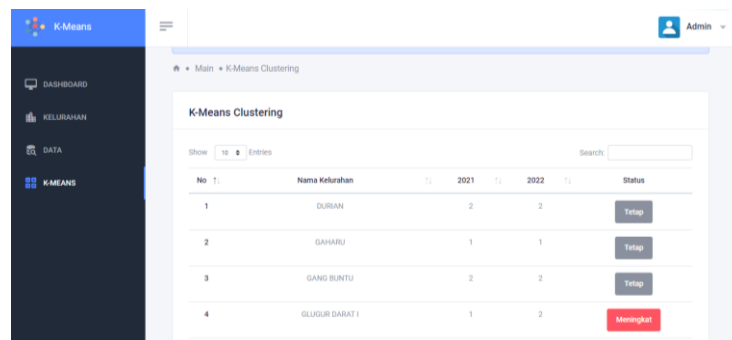 K-Means
Admin
Main • K-Means Clustering
DASHBOARD
KELURAHAN
DATA
K-MEANS
K-Means Clustering
Show 10 Entries
Search:
No Nama Kelurahan 2021 2022 Status
1 DURIAN 2 2 Tetap
2 GAHARU 1 1 Tetap
3 GANG BUNTU 2 2 Tetap
4 GLUGUR DARAT I 1 2 Meningkat